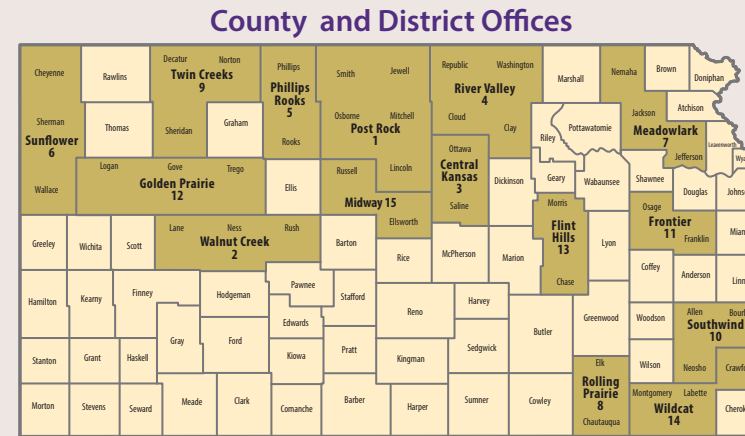 County and District Offices
Cheyenne
Rawlins
Decatur Norton
Twin Creeks
9
Phillips
Phillips
Rooks
5
Rooks
Smith Jewell
Osborne Mitchell
Post Rock
1
Lincoln
Republic Washington
River Valley
4
Cloud
Clay
Marshall
Nemaha
Brown
Doniphan
Sherman
Sunflower
6
Wallace
Thomas
Sheridan
Graham
Jackson
Atchison
Meadowlark
7
Jefferson
Leavenworth
Riley
Pottawatomie
Ottawa
Central
Kansas
3
Saline
Dickinson
Geary
Wabaunsee
Shawnee
Douglas
Logan Gove Trego
Golden Prairie
12
Ellis
Russell
Midway 15
Ellsworth
Morris
Flint
Hills
13
Chase
Lyon
Osage
Frontier
11
Franklin
Greeley
Wichita
Scott
Lane Ness Rush
Walnut Creek
2
Barton
Rice
McPherson
Marion
Coffey
Anderson
Hamilton
Kearny
Finney
Hodgeman
Pawnee
Stafford
Reno
Harvey
Butler
Greenwood
Woodson
Allen
Southwind
10
Neosho
Edwards
Gray
Ford
Stanton
Grant
Haskell
Kiowa
Pratt
Kingman
Sedgwick
Elk
Rolling
Prairie
8
Chautauqua
Wilson
Montgomery Labette
Wildcat
14
Morton
Stevens
Seward
Meade
Clark
Comanche
Barber
Harper
Sumner
Cowley